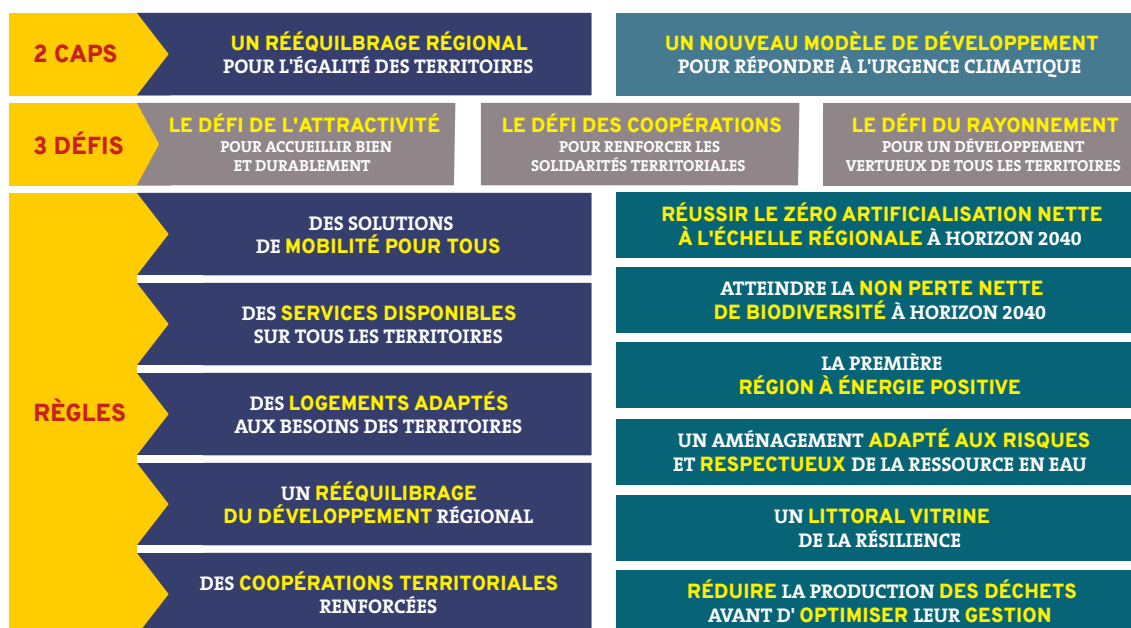 2 CAPS
UN RÉÉQUILBRAGE RÉGIONAL
POUR L'ÉGALITÉ DES TERRITOIRES
UN NOUVEAU MODÈLE DE DÉVELOPPEMENT
POUR RÉPONDRE À L'URGENCE CLIMATIQUE
3 DÉFIS
LE DÉFI DE L'ATTRACTIVITÉ
POUR ACCUEILLIR BIEN
ET DURABLEMENT
LE DÉFI DES COOPÉRATIONS
POUR RENFORCER LES
SOLIDARITÉS TERRITORIALES
LE DÉFI DU RAYONNEMENT
POUR UN DÉVELOPPEMENT
VERTUEUX DE TOUS LES TERRITOIRES
RÈGLES
DES SOLUTIONS
DE MOBILITÉ POUR TOUS
DES SERVICES DISPONIBLES
SUR TOUS LES TERRITOIRES
DES LOGEMENTS ADAPTÉS
AUX BESOINS DES TERRITOIRES
UN RÉÉQUILIBRAGE
DU DÉVELOPPEMENT RÉGIONAL
DES COOPÉRATIONS TERRITORIALES
RENFORCÉES
RÉUSSIR LE ZÉRO ARTIFICIALISATION NETTE
À L'ÉCHELLE RÉGIONALE À HORIZON 2040
ATTEINDRE LA NON PERTE NETTE
DE BIODIVERSITÉ À HORIZON 2040
LA PREMIÈRE
RÉGION À ÉNERGIE POSITIVE
UN AMÉNAGEMENT ADAPTÉ AUX RISQUES
ET RESPECTUEUX DE LA RESSOURCE EN EAU
UN LITTORAL VITRINE
DE LA RÉSILIENCE
RÉDUIRE LA PRODUCTION DES DÉCHETS
AVANT D' OPTIMISER LEUR GESTION